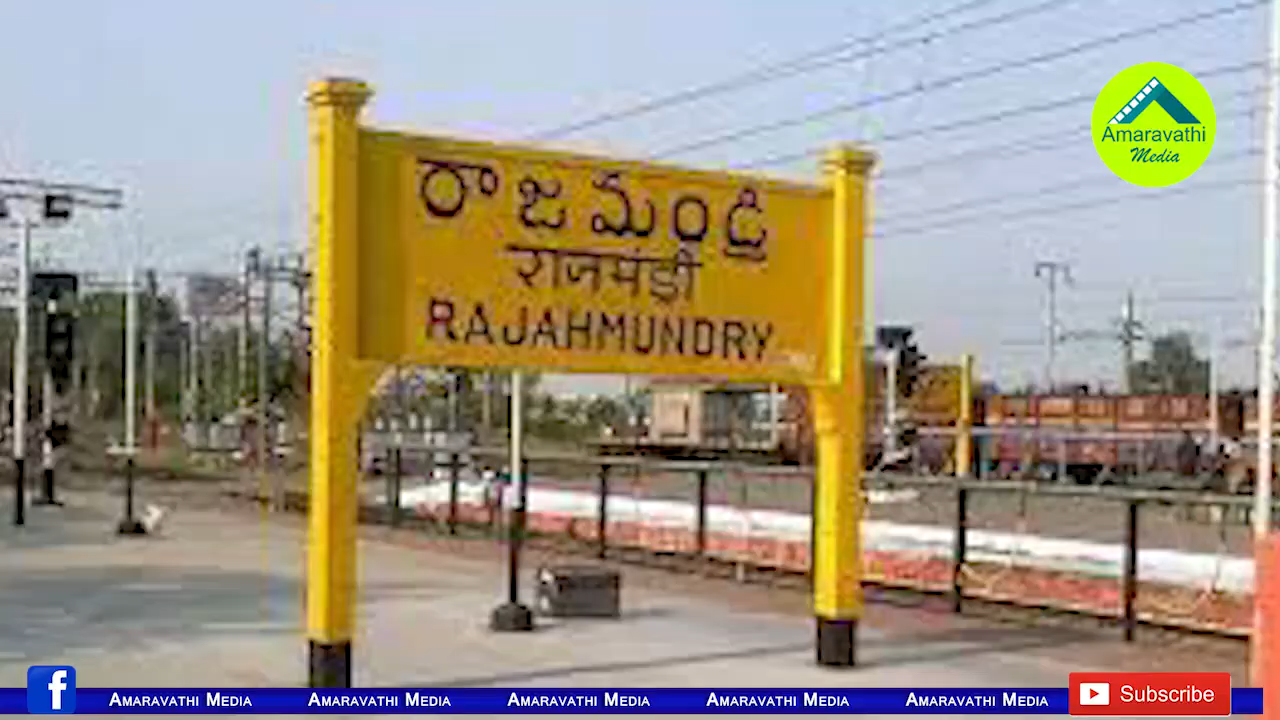 రాజమండ్రి
राजमंड्री
RAJAHMUNDRY
Amaravathi
Media
f
Amaravathi Media Amaravathi Media Amaravathi Media Amaravathi Media Amaravathi Media
Subscribe